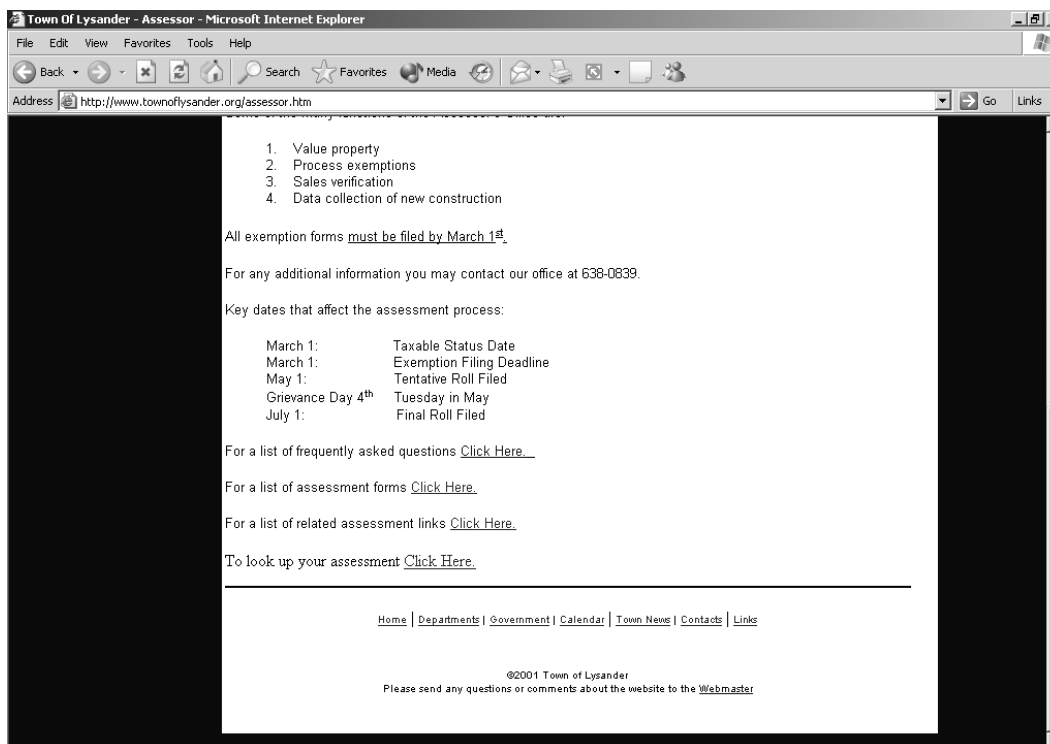 Town Of Lysander - Assessor - Microsoft Internet Explorer
File Edit View Favorites Tools Help
Back Search Favorites Media
Address http://www.townoflysander.org/assessor.htm Go Links
1. Value property
2. Process exemptions
3. Sales verification
4. Data collection of new construction
All exemption forms must be filed by March 1st.
For any additional information you may contact our office at 638-0839.
Key dates that affect the assessment process:
March 1: Taxable Status Date
March 1: Exemption Filing Deadline
May 1: Tentative Roll Filed
Grievance Day 4th Tuesday in May
July 1: Final Roll Filed
For a list of frequently asked questions Click Here.
For a list of assessment forms Click Here.
For a list of related assessment links Click Here.
To look up your assessment Click Here.
Home | Departments | Government | Calendar | Town News | Contacts | Links
©2001 Town of Lysander
Please send any questions or comments about the website to the Webmaster